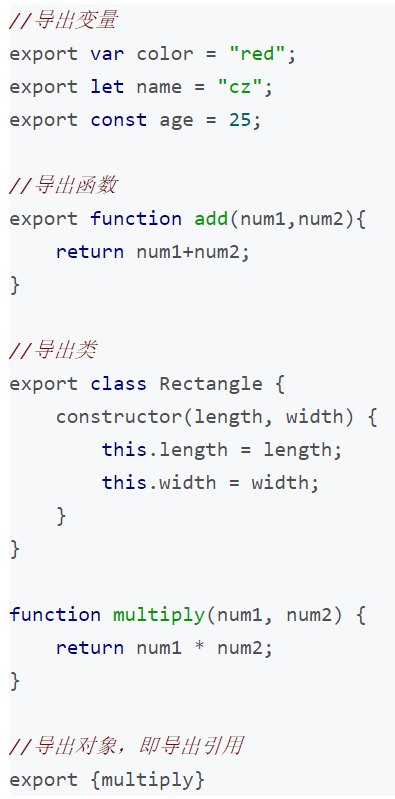 //导出变量
export var color = "red";
export let name = "cz";
export const age = 25;
//导出函数
export function add(num1,num2){
    return num1+num2;
}
//导出类
export class Rectangle {
    constructor(length, width) {
        this.length = length;
        this.width = width;
    }
}
function multiply(num1, num2) {
    return num1 * num2;
}
//导出对象，即导出引用
export {multiply}